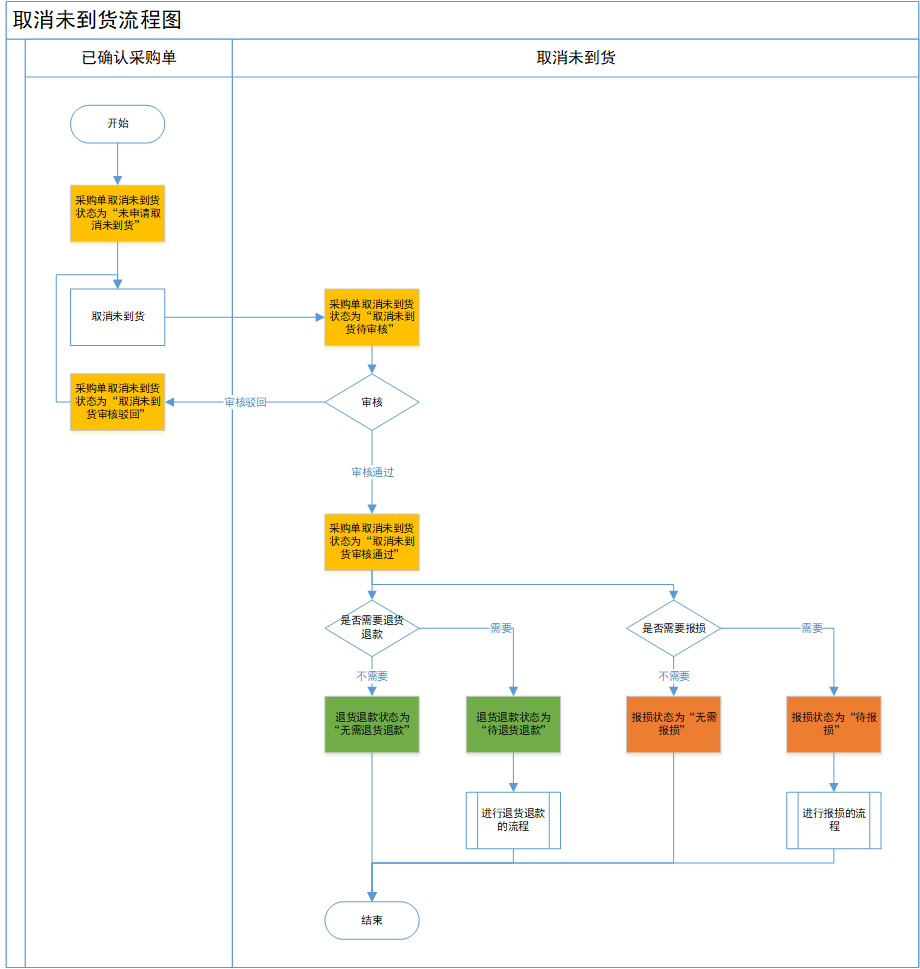 取消未到货流程图
已确认采购单
取消未到货
开始
采购单取消未到货
状态为“未申请取
消未到货”
取消未到货
采购单取消未到货
状态为“取消未到
货待审核”
采购单取消未到货
状态为“取消未到
货审核驳回”
审核驳回
审核
审核通过
采购单取消未到货
状态为“取消未到
货审核通过”
是否需要退货
退款
需要
是否需要报损
需要
不需要
不需要
退货退款状态为
“无需退货退款”
退货退款状态为
“待退货退款”
报损状态为“无需
报损”
报损状态为“待报
损”
进行退货退款
的流程
进行报损的流
程
结束